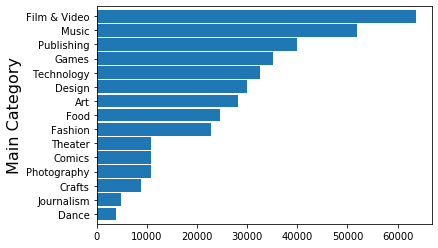 Main Category
Film & Video
Music
Publishing
Games
Technology
Design
Art
Food
Fashion
Theater
Comics
Photography
Crafts
Journalism
Dance
0 10000 20000 30000 40000 50000 60000